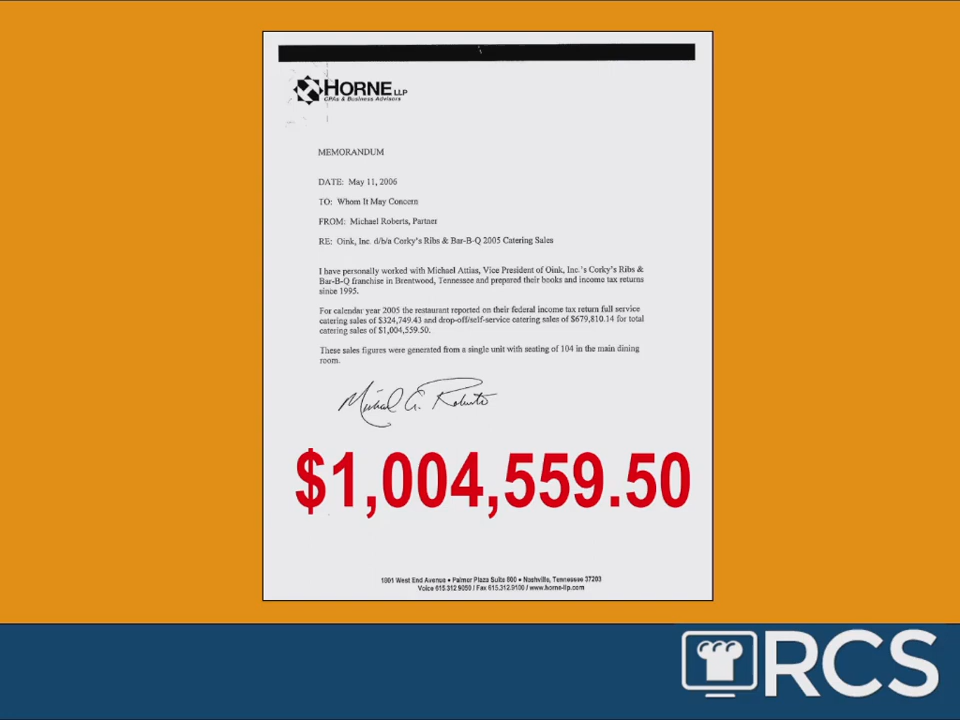 HORNE LLP
CPAs & Business Advisors
MEMORANDUM
DATE: May 11, 2006
TO: Whom It May Concern
FROM: Michael Roberts, Partner
RE: Oink, Inc. d/b/a Corky's Ribs & Bar-B-Q 2005 Catering Sales
I have personally worked with Michael Attias, Vice President of Oink, Inc.'s Corky's Ribs &
Bar-B-Q franchise in Brentwood, Tennessee and prepared their books and income tax returns
since 1995.
For calendar year 2005 the restaurant reported on their federal income tax return full service
catering sales of $324,749.43 and drop-off/self-service catering sales of $679,810.14 for total
catering sales of $1,004,559.50.
These sales figures were generated from a single unit with seating of 104 in the main dining
room.
Michael G. Roberts
$1,004,559.50
1001 West End Avenue • Palmer Plaza Suite 800 • Nashville, Tennessee 37203
Voice 615.312.9050 / Fax 615.312.9100 / www.horne-llp.com
RCS